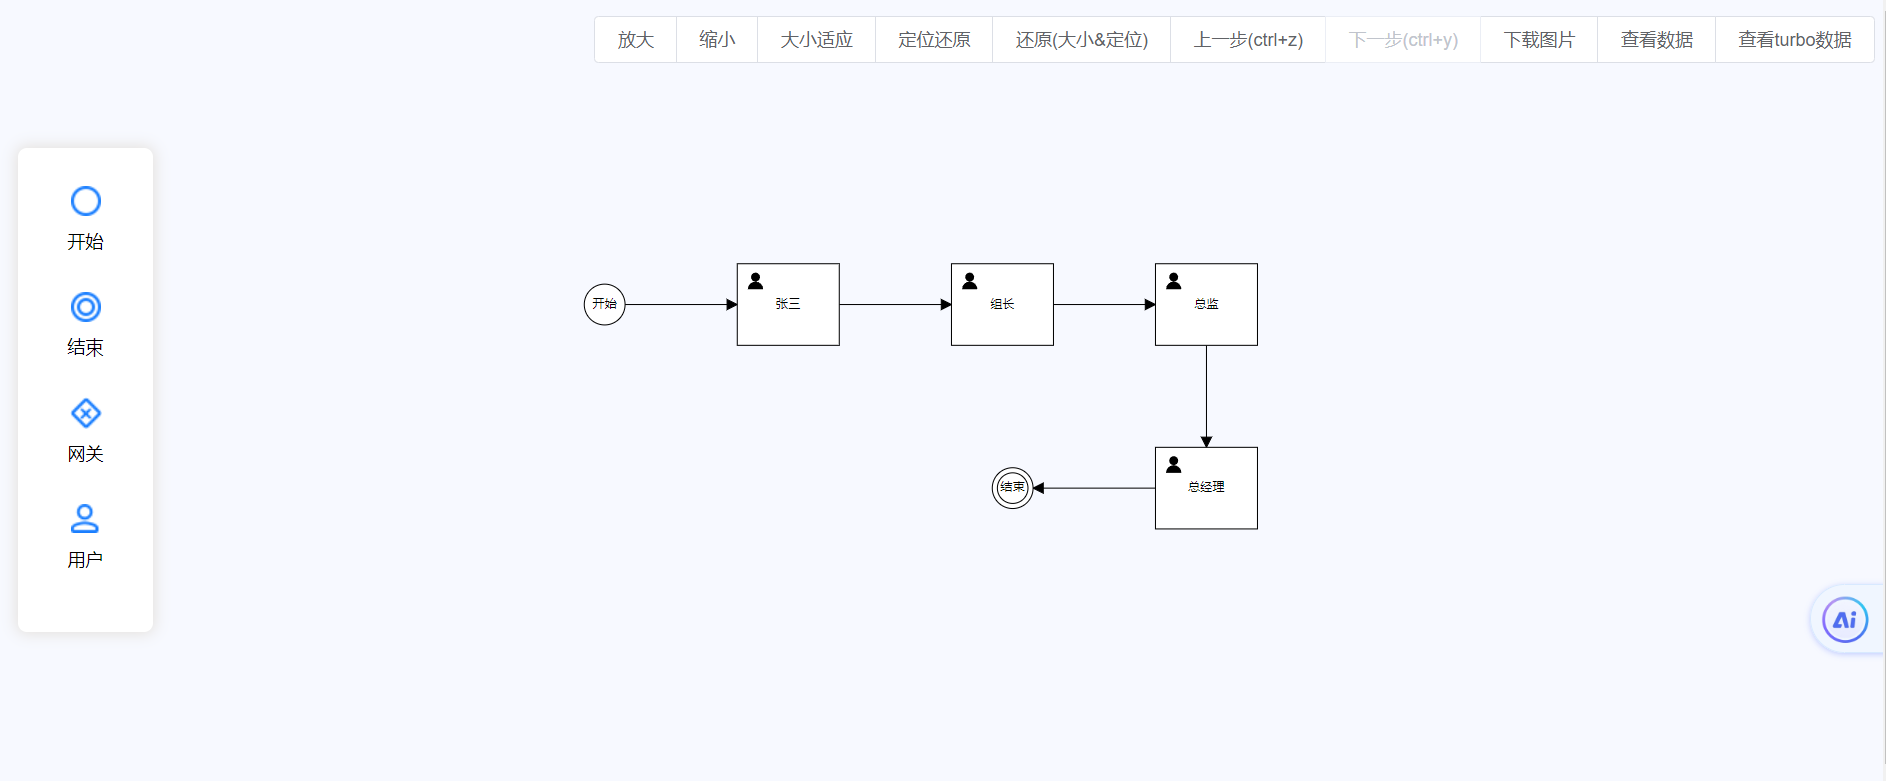 放大 缩小 大小适应 定位还原 还原(大小&定位) 上一步(ctrl+z) 下一步(ctrl+y) 下载图片 查看数据 查看turbo数据
开始
结束
网关
用户
开始 张三 组长 总监
结束 总经理
Ai